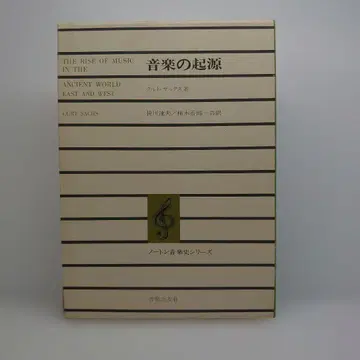 THE RISE OF MUSIC
IN THE
ANCIENT WORLD
EAST AND WEST
CURT SACHS
音楽の起源
クルト・ザックス著
ノートン音楽史シリーズ